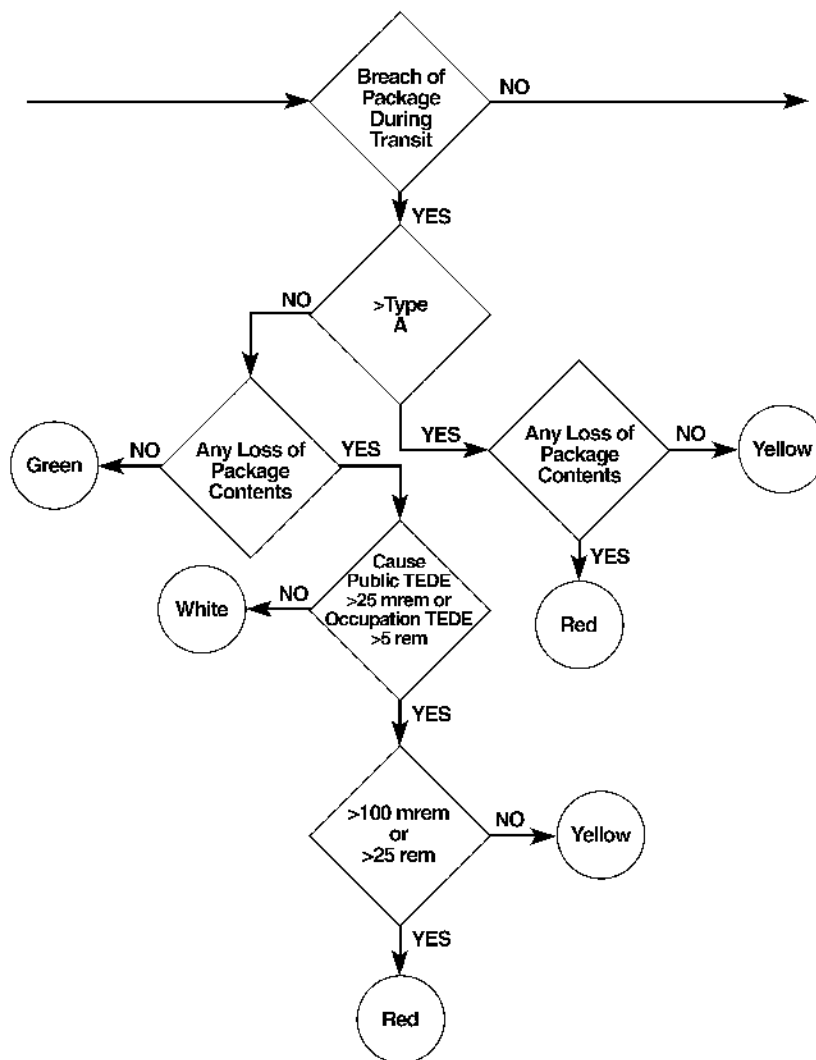 Breach of
Package
During
Transit
NO
YES
>Type
A
NO
YES
Any Loss of
Package
Contents
NO
Green
YES
Any Loss of
Package
Contents
NO
Yellow
YES
Red
Cause
Public TEDE
>25 mrem or
Occupation TEDE
>5 rem
NO
White
YES
>100 mrem
or
>25 rem
NO
Yellow
YES
Red